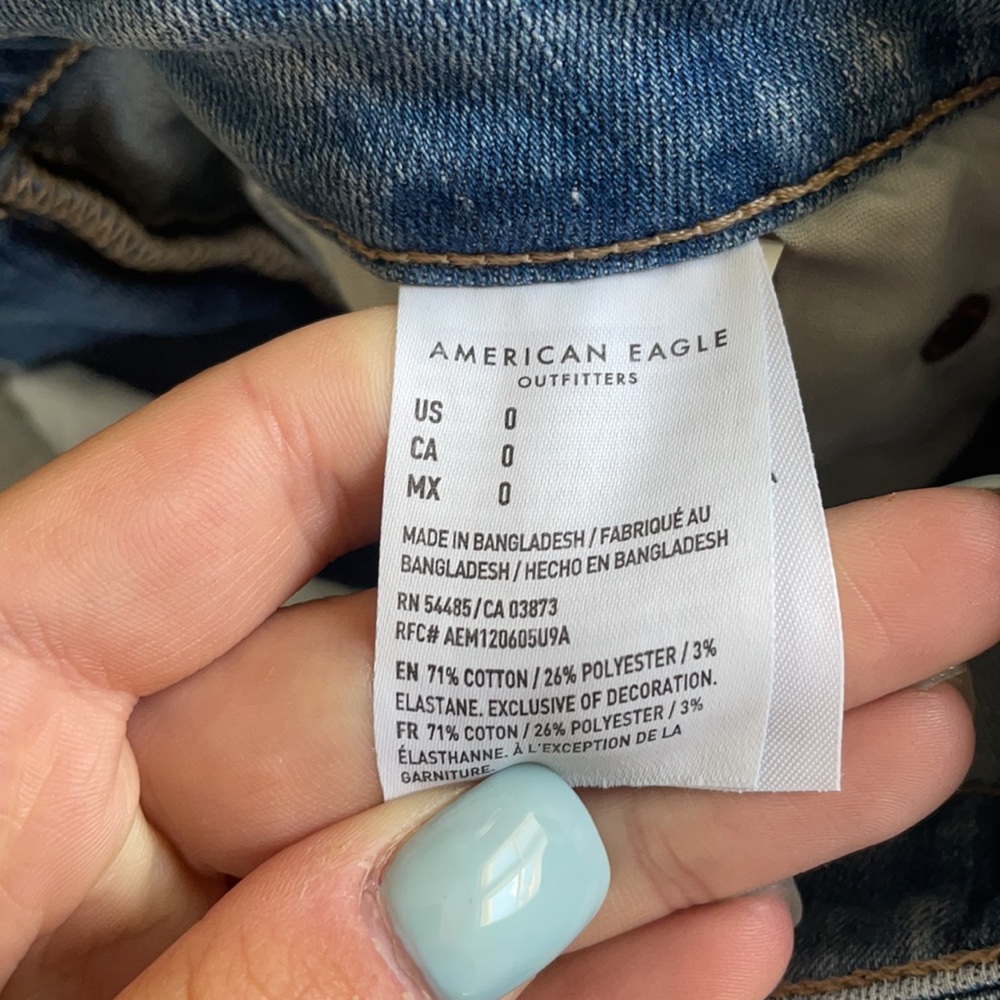 AMERICAN EAGLE
OUTFITTERS
US 0
CA 0
MX 0
MADE IN BANGLADESH / FABRIQUÉ AU
BANGLADESH / HECHO EN BANGLADESH
RN 54485/CA 03873
RFC# AEM120605U9A
EN 71% COTTON / 26% POLYESTER / 3%
ELASTANE. EXCLUSIVE OF DECORATION.
FR 71% COTON / 26% POLYESTER / 3%
ÉLASTHANNE. À L'EXCEPTION DE LA
GARNITURE.